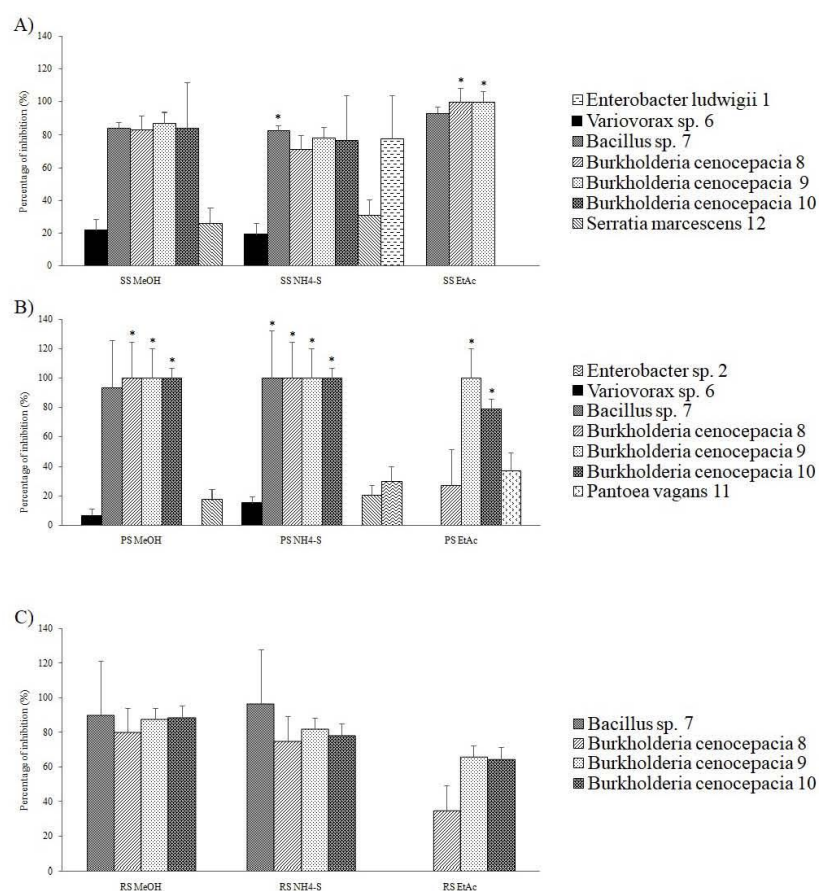 A)
Percentage of inhibition (%)
140
120
100
80
60
40
20
0
*
*
*
SS MeOH
SS NH4-S
SS EtAc
Enterobacter ludwigii 1
Variovorax sp. 6
Bacillus sp. 7
Burkholderia cenocepacia 8
Burkholderia cenocepacia 9
Burkholderia cenocepacia 10
Serratia marcescens 12
B)
Percentage of inhibition (%)
140
120
100
80
60
40
20
0
*
*
*
*
*
*
*
*
*
PS MeOH
PS NH4-S
PS EtAc
Enterobacter sp. 2
Variovorax sp. 6
Bacillus sp. 7
Burkholderia cenocepacia 8
Burkholderia cenocepacia 9
Burkholderia cenocepacia 10
Pantoea vagans 11
C)
Percentage of inhibition (%)
140
120
100
80
60
40
20
0
RS MeOH
RS NH4-S
RS EtAc
Bacillus sp. 7
Burkholderia cenocepacia 8
Burkholderia cenocepacia 9
Burkholderia cenocepacia 10